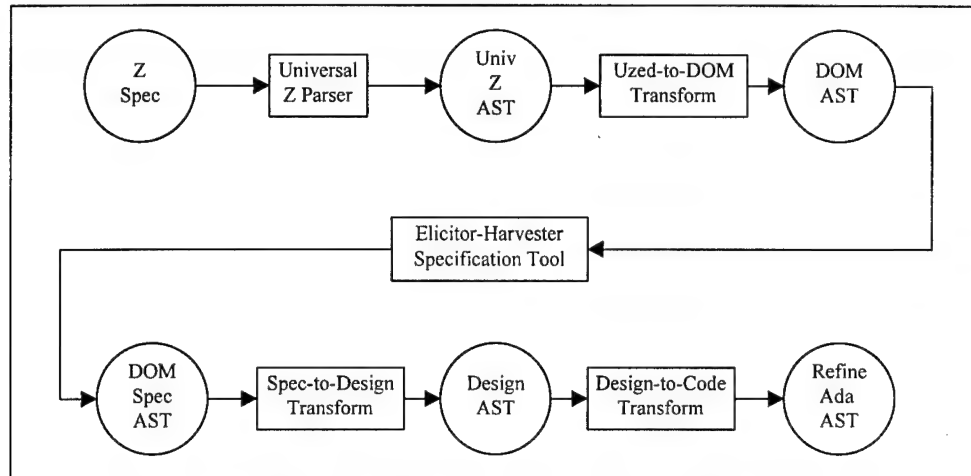 Z
Spec
Universal
Z Parser
Univ
Z
AST
Uzed-to-DOM
Transform
DOM
AST
Elicitor-Harvester
Specification Tool
DOM
Spec
AST
Spec-to-Design
Transform
Design
AST
Design-to-Code
Transform
Refine
Ada
AST